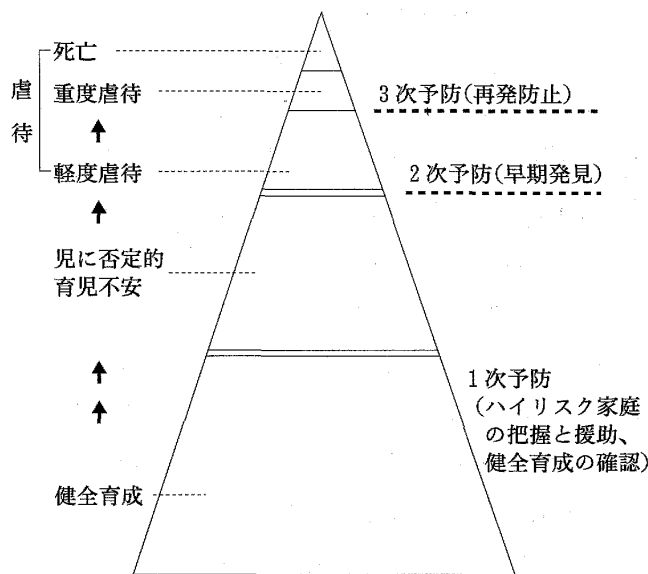 死亡
虐待
重度虐待
3次予防(再発防止)
軽度虐待
2次予防(早期発見)
児に否定的
育児不安
1次予防
(ハイリスク家庭
の把握と援助、
健全育成の確認)
健全育成